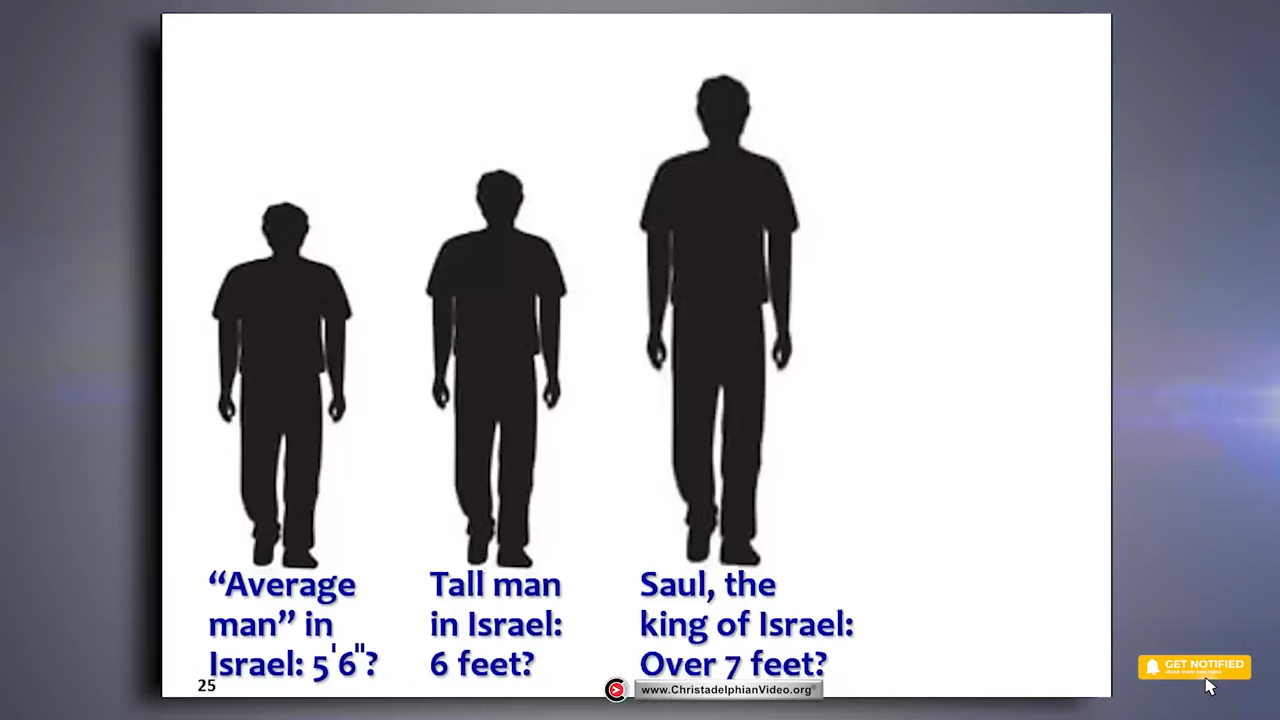 “Average
man” in
Israel: 5'6"?
Tall man
in Israel:
6 feet?
Saul, the
king of Israel:
Over 7 feet?
25
www.ChristadelphianVideo.org
GET NOTIFIED